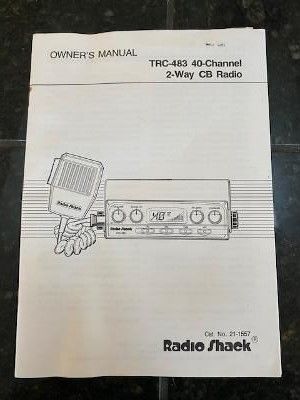 OWNER'S MANUAL
TRC-483 40-Channel
2-Way CB Radio
Radio Shack
Cat. No. 21-1557
Radio Shack®